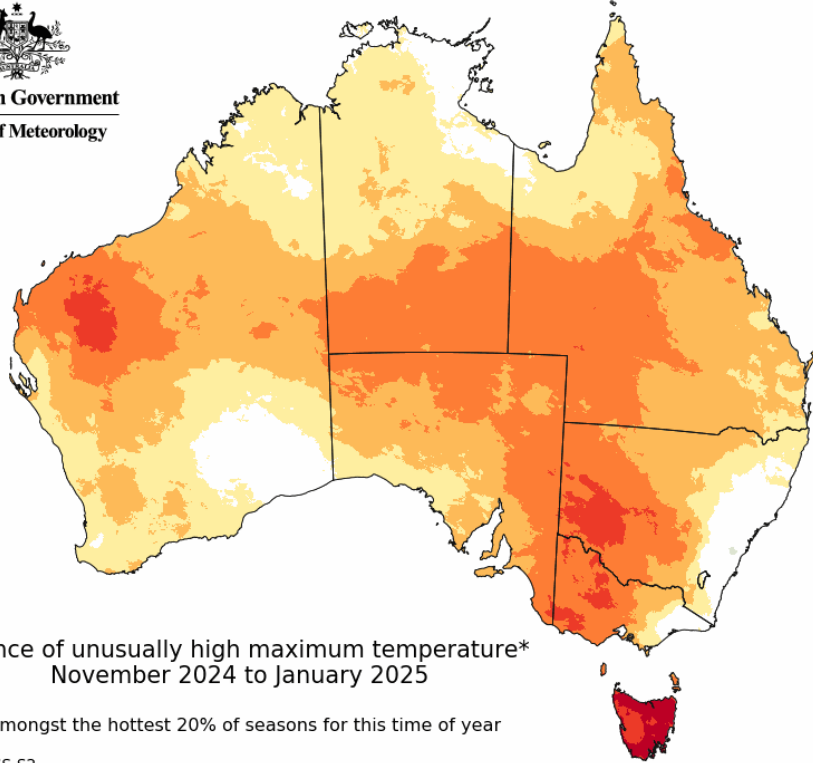 n Government
f Meteorology
nce of unusually high maximum temperature*
November 2024 to January 2025
mongst the hottest 20% of seasons for this time of year